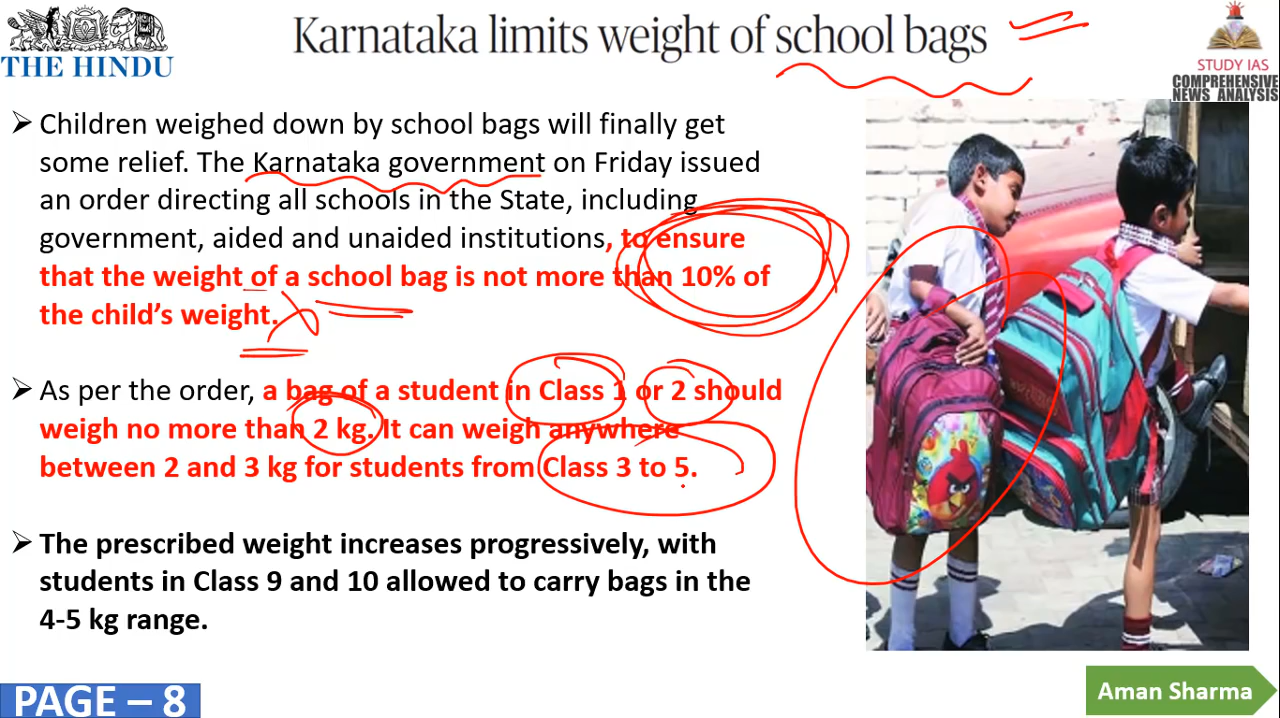 THE HINDU
Karnataka limits weight of school bags
STUDY IAS
COMPREHENSIVE
NEWS ANALYSIS
➢ Children weighed down by school bags will finally get
some relief. The Karnataka government on Friday issued
an order directing all schools in the State, including
government, aided and unaided institutions, to ensure
that the weight of a school bag is not more than 10% of
the child’s weight.
➢ As per the order, a bag of a student in Class 1 or 2 should
weigh no more than 2 kg. It can weigh anywhere
between 2 and 3 kg for students from Class 3 to 5.
➢ The prescribed weight increases progressively, with
students in Class 9 and 10 allowed to carry bags in the
4-5 kg range.
PAGE – 8
Aman Sharma